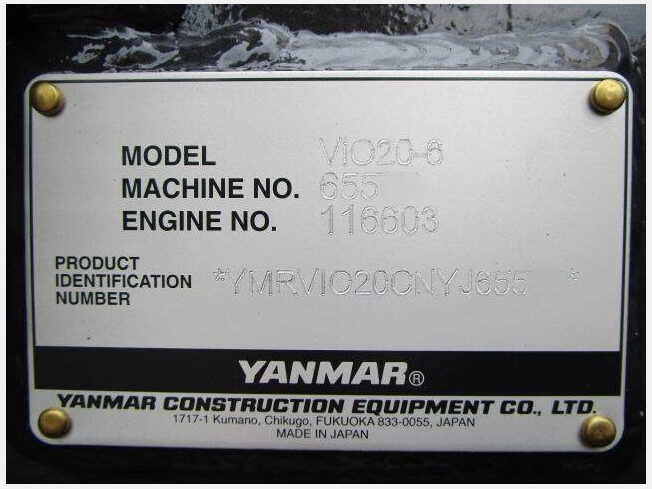 MODEL VIO20-6
MACHINE NO. 655
ENGINE NO. 116603
PRODUCT
IDENTIFICATION
NUMBER
*YMRVIO20CNYJ655 *
YANMAR®
YANMAR CONSTRUCTION EQUIPMENT CO., LTD.
1717-1 Kumano, Chikugo, FUKUOKA 833-0055, JAPAN
MADE IN JAPAN